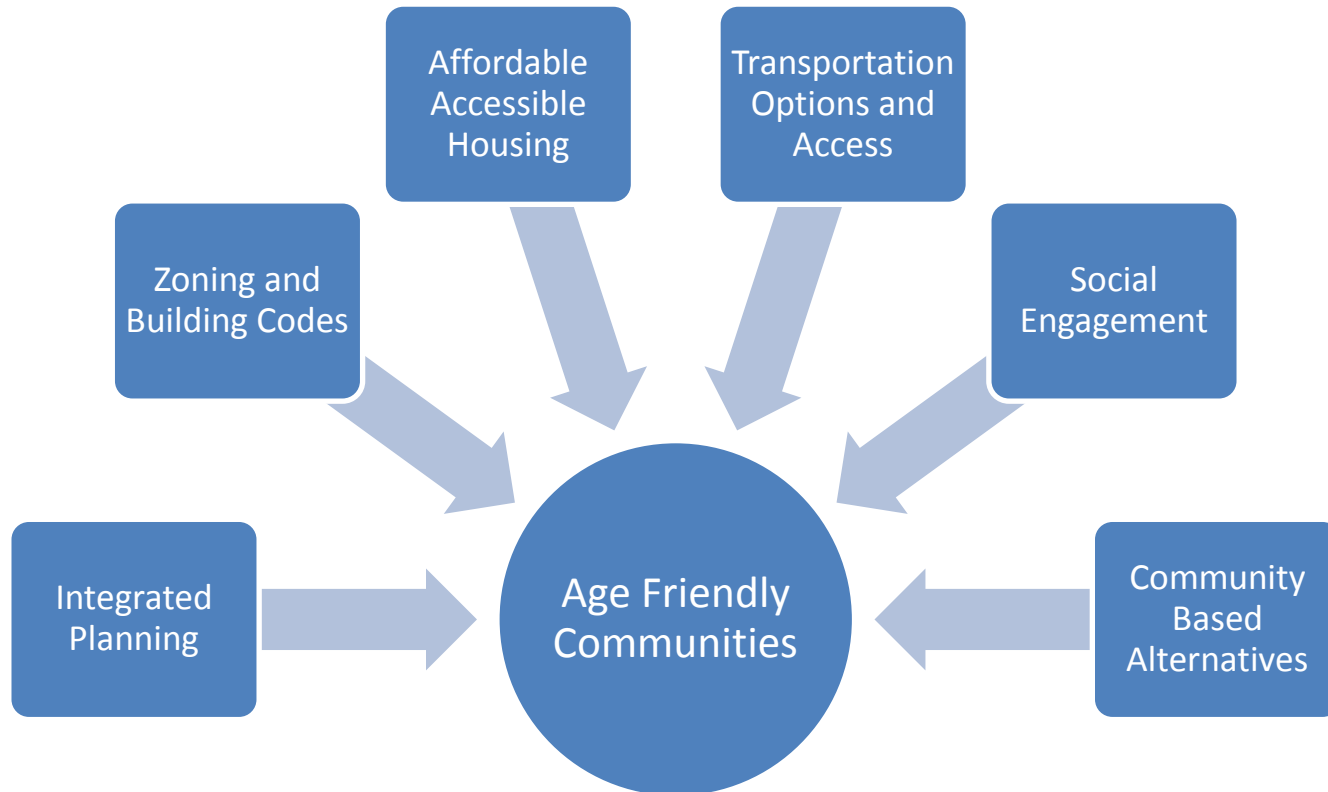 Affordable
Accessible
Housing
Transportation
Options and
Access
Zoning and
Building Codes
Social
Engagement
Integrated
Planning
Age Friendly
Communities
Community
Based
Alternatives